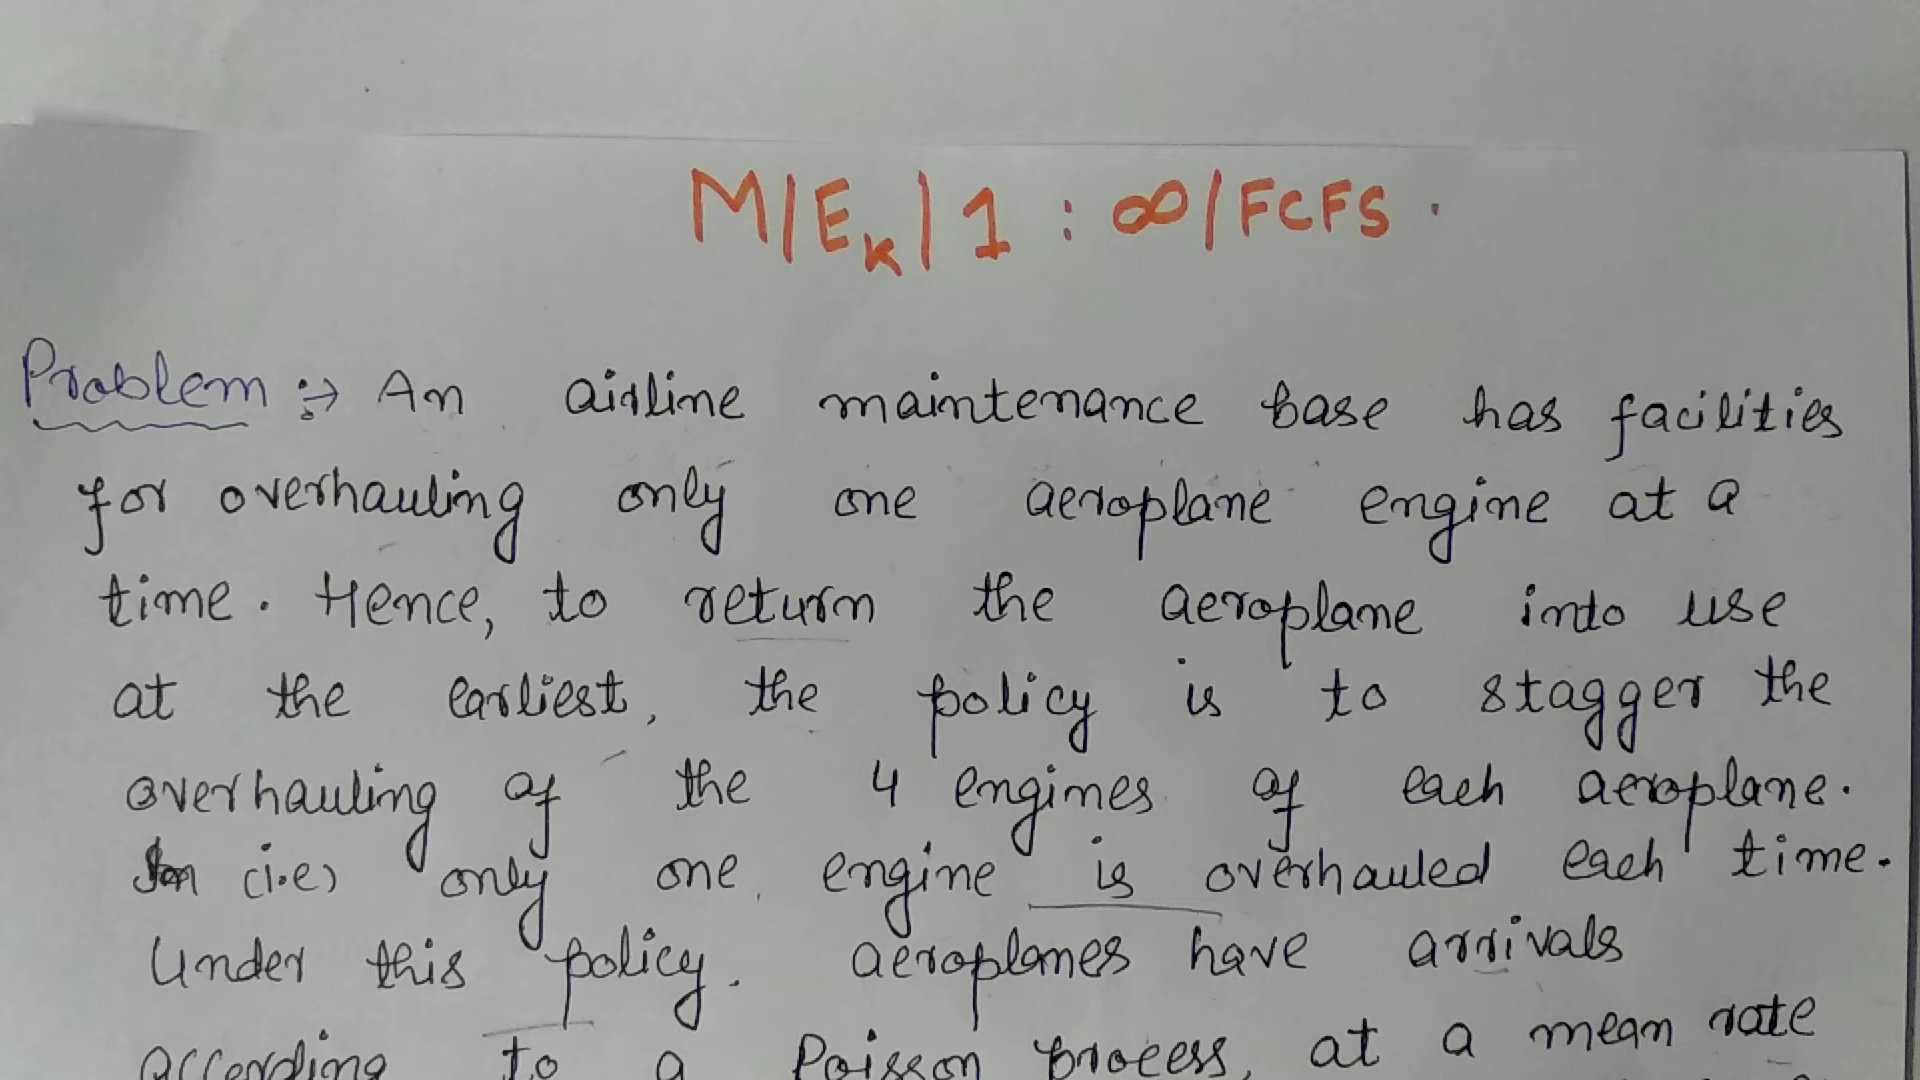 M/Ek/1 : ∞/FCFS.
Problem :→ An airline maintenance base has facilities
for overhauling only one aeroplane engine at a
time. Hence, to return the aeroplane into use
at the earliest, the policy is to stagger the
overhauling of the 4 engines of each aeroplane.
(i.e) only one engine is overhauled each time.
Under this policy. aeroplanes have arrivals
according to a Poisson process, at a mean rate